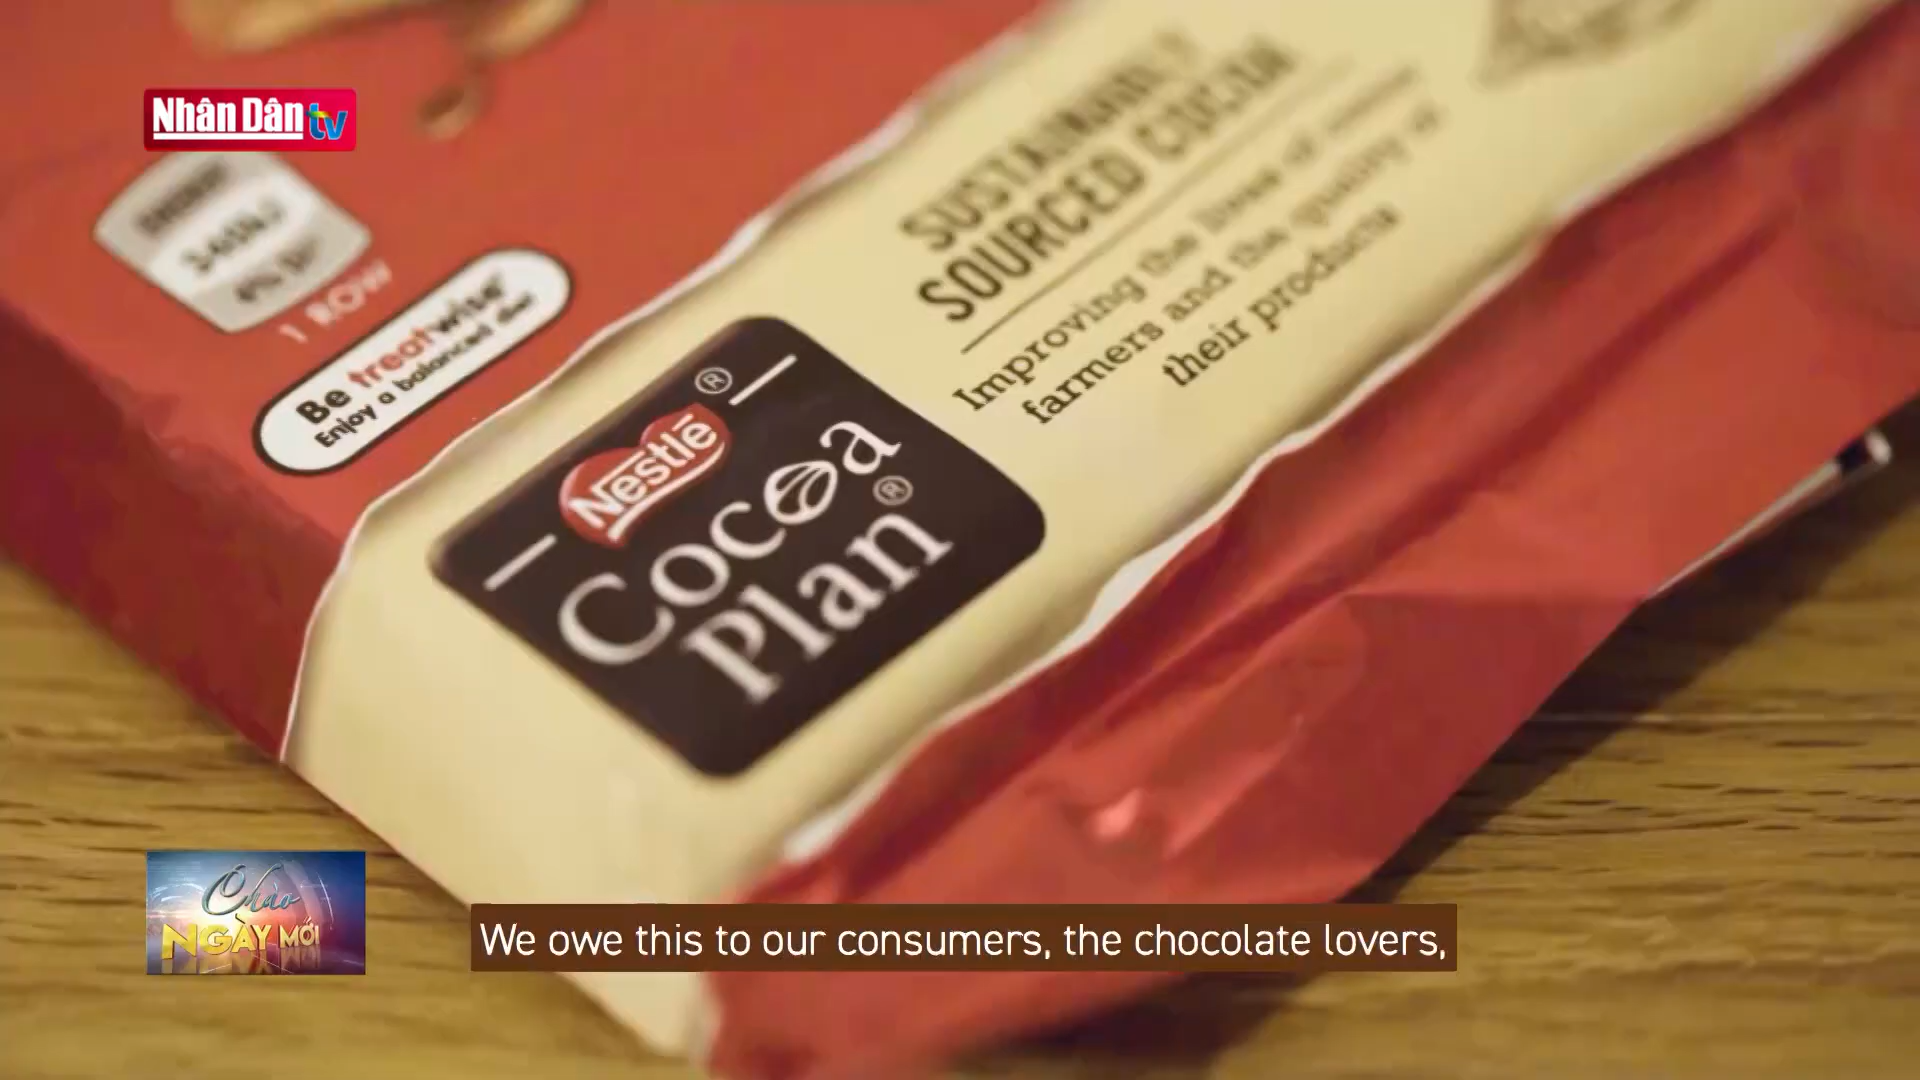 Nhân Dân tv
1 ROW
Be treatwise
Enjoy a balanced diet
SUSTAINABLY
SOURCED COCOA
Improving the lives of cocoa
farmers and the quality of
their products
Nestlé ®
Cocoa
Plan ®
Chào
NGÀY MỚI
We owe this to our consumers, the chocolate lovers,